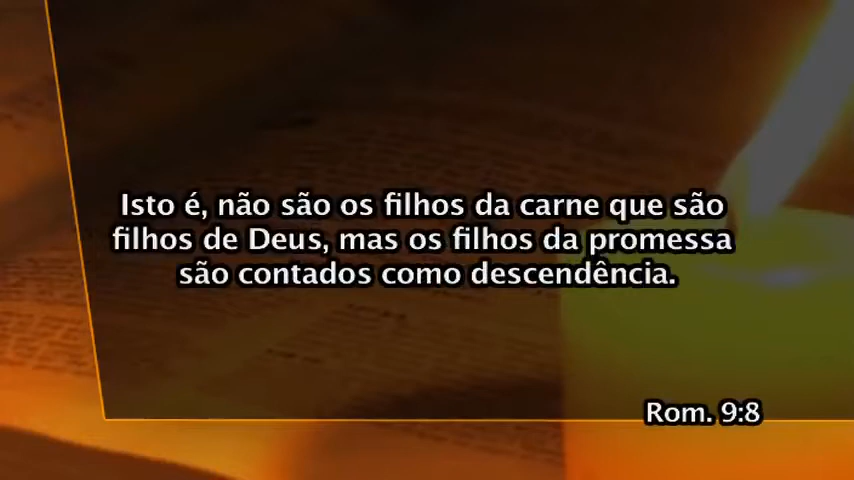 Isto é, não são os filhos da carne que são
filhos de Deus, mas os filhos da promessa
são contados como descendência.
Rom. 9:8